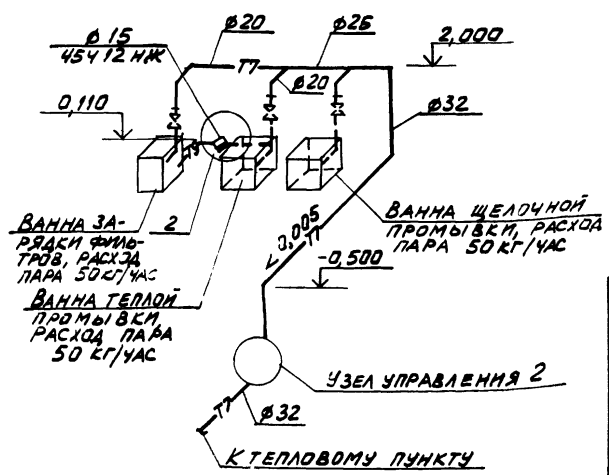 ø20
ø25
ø15
45Ч12НЖ
Т7
2,000
ø20
0,110
ø32
Т9
ВАННА ЗА-
РЯДКИ ФИЛЬ-
ТРОВ, РАСХОД
ПАРА 50КГ/ЧАС
2
ВАННА ЩЕЛОЧНОЙ
ПРОМЫВКИ, РАСХОД
ПАРА 50 КГ/ЧАС
0,005
Т7
-0,500
ВАННА ТЕПЛОЙ
ПРОМЫВКИ,
РАСХОД ПАРА
50 КГ/ЧАС
УЗЕЛ УПРАВЛЕНИЯ 2
Т7
ø32
К ТЕПЛОВОМУ ПУНКТУ